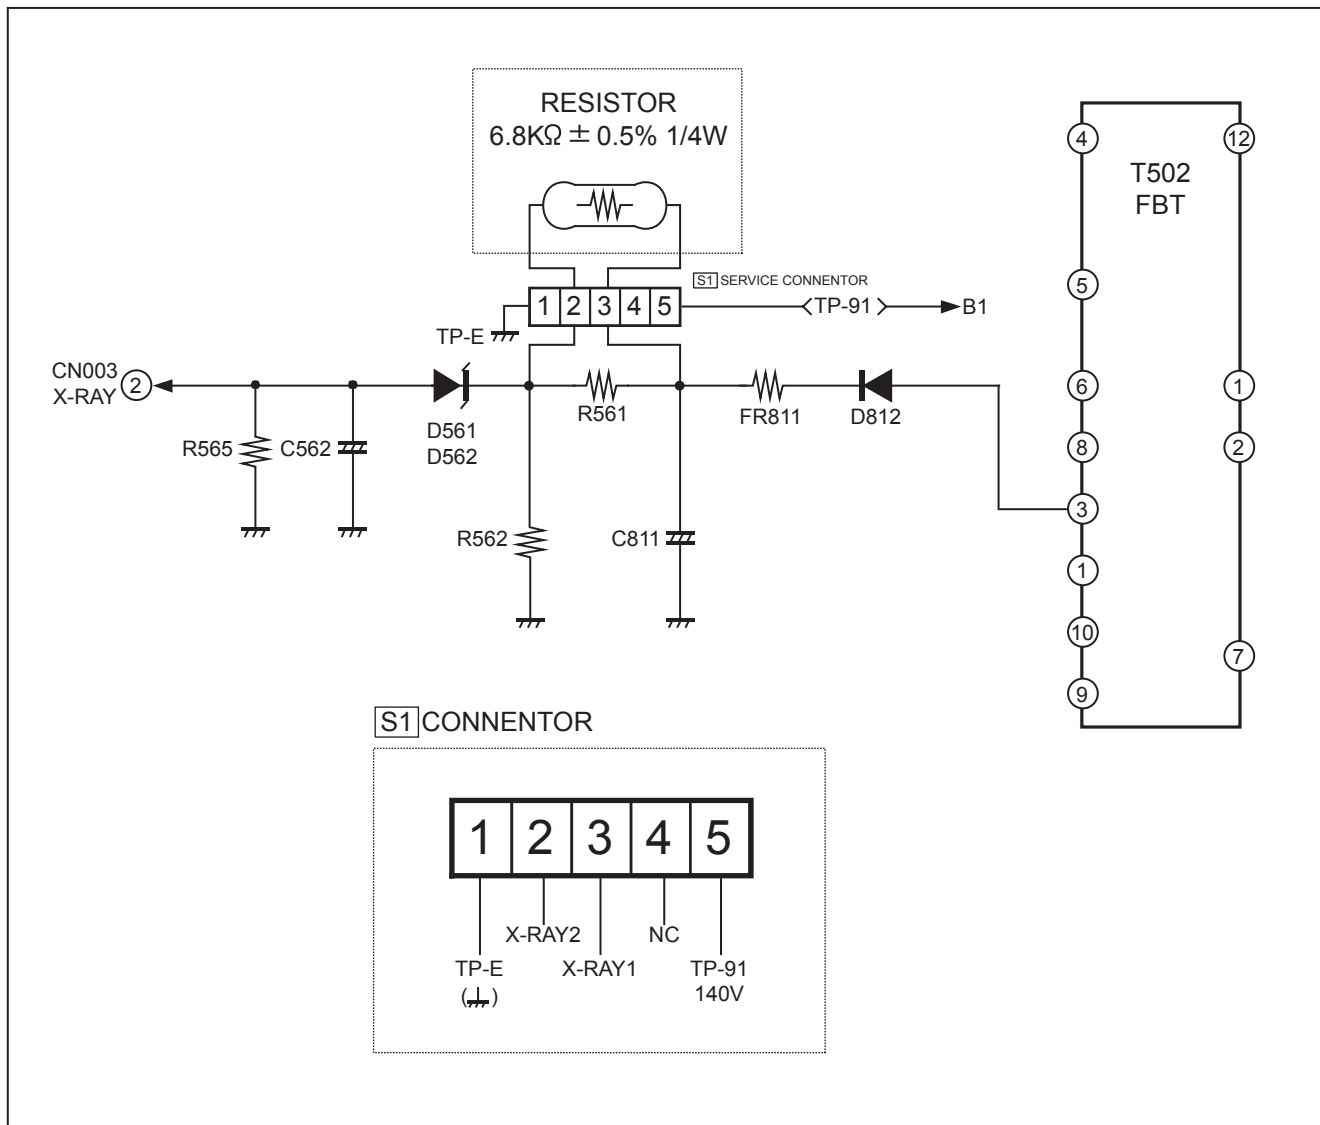 RESISTOR
6.8KΩ ± 0.5% 1/4W
4
12
T502
FBT
5
S1 SERVICE CONNENTOR
1 2 3 4 5
TP-91
B1
TP-E
CN003
X-RAY
2
R561
FR811
D812
6
1
D561
D562
R565
C562
8
2
3
R562
C811
1
10
7
9
S1 CONNENTOR
1 2 3 4 5
X-RAY2
NC
TP-E
X-RAY1
TP-91
140V
( )